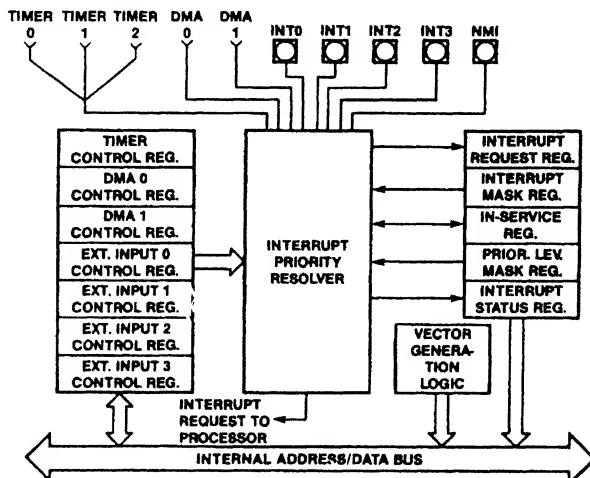 TIMER TIMER TIMER DMA DMA
0 1 2 0 1
INT0 INT1 INT2 INT3 NMI
TIMER
CONTROL REG.
DMA 0
CONTROL REG.
DMA 1
CONTROL REG.
EXT. INPUT 0
CONTROL REG.
EXT. INPUT 1
CONTROL REG.
EXT. INPUT 2
CONTROL REG.
EXT. INPUT 3
CONTROL REG.
INTERRUPT
PRIORITY
RESOLVER
INTERRUPT
REQUEST REG.
INTERRUPT
MASK REG.
IN-SERVICE
REG.
PRIOR. LEV.
MASK REG.
INTERRUPT
STATUS REG.
VECTOR
GENERA-
TION
LOGIC
INTERRUPT
REQUEST TO
PROCESSOR
INTERNAL ADDRESS/DATA BUS